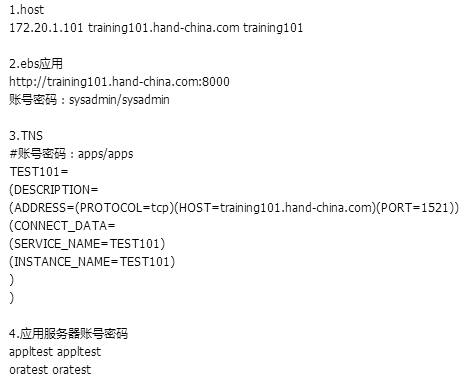 1.host
172.20.1.101 training101.hand-china.com training101
2.ebs应用
http://training101.hand-china.com:8000
账号密码：sysadmin/sysadmin
3.TNS
#账号密码：apps/apps
TEST101=
(DESCRIPTION=
(ADDRESS=(PROTOCOL=tcp)(HOST=training101.hand-china.com)(PORT=1521))
(CONNECT_DATA=
(SERVICE_NAME=TEST101)
(INSTANCE_NAME=TEST101)
)
)
4.应用服务器账号密码
appltest appltest
oratest oratest